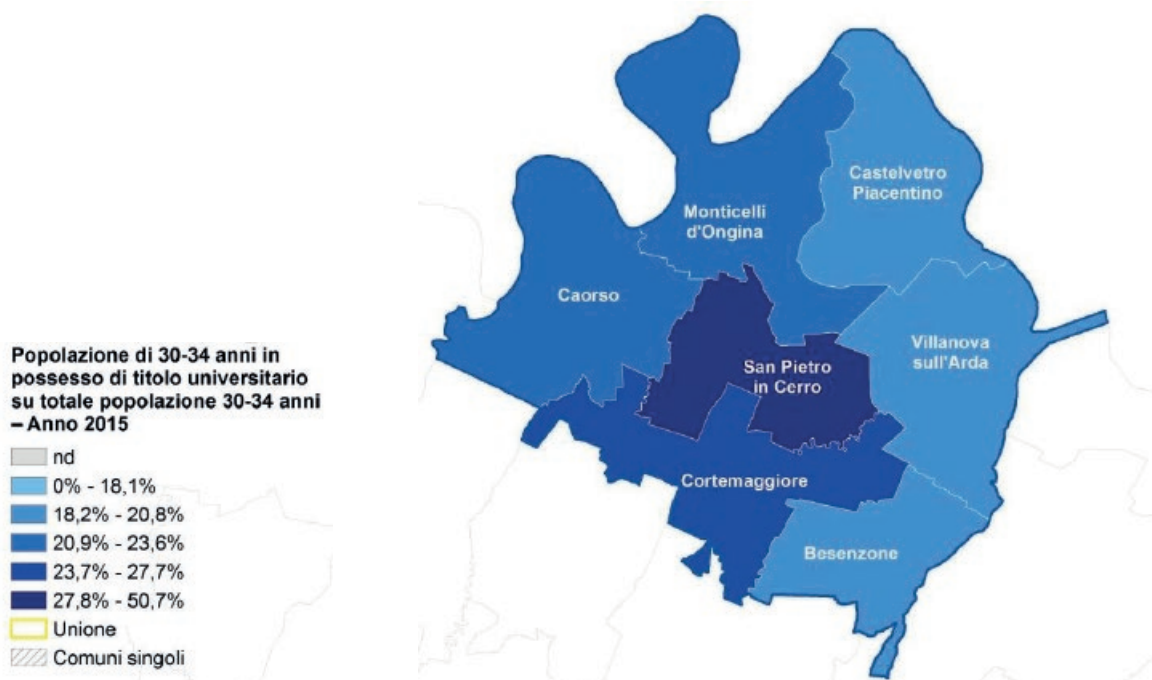 Castelvetro
Piacentino
Monticelli
d'Ongina
Caorso
Villanova
sull'Arda
San Pietro
in Cerro
Cortemaggiore
Besenzone
Popolazione di 30-34 anni in
possesso di titolo universitario
su totale popolazione 30-34 anni
– Anno 2015
nd
0% - 18,1%
18,2% - 20,8%
20,9% - 23,6%
23,7% - 27,7%
27,8% - 50,7%
Unione
Comuni singoli